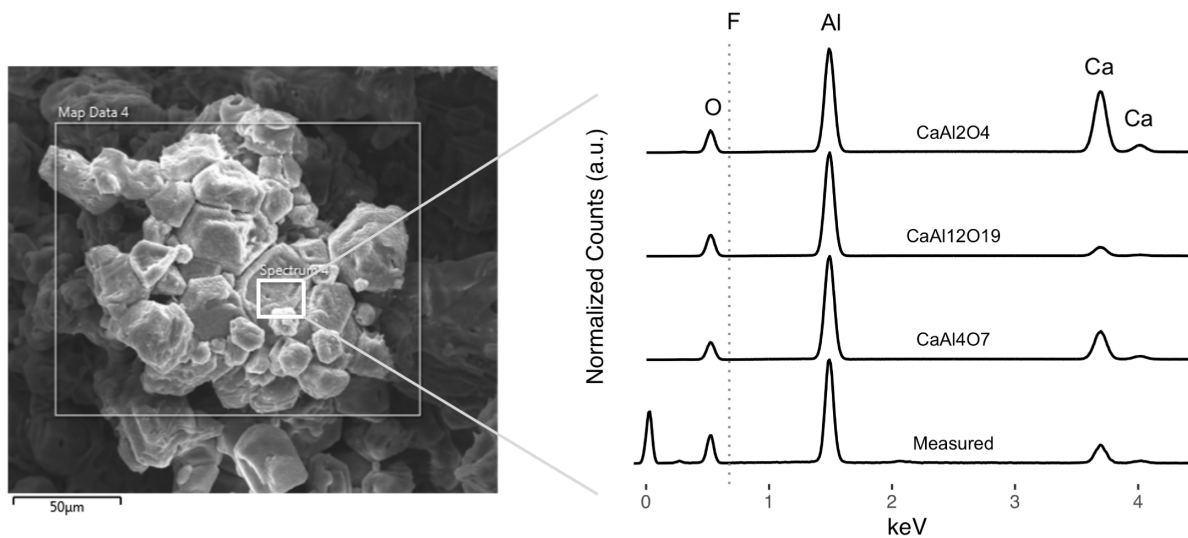 Map Data 4
Spectrum 4
50μm
F
Al
O
Ca
Ca
CaAl2O4
CaAl12O19
CaAl4O7
Measured
Normalized Counts (a.u.)
0
1
2
3
4
keV